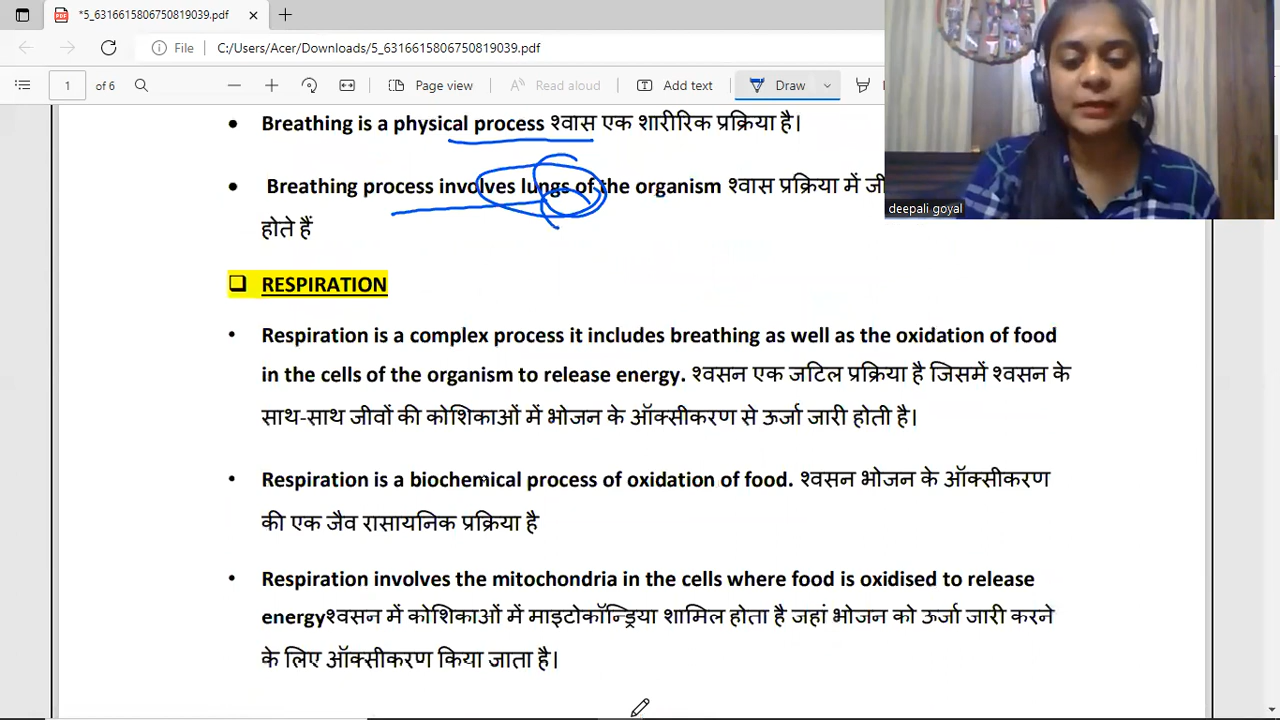 *5_6316615806750819039.pdf
File C:/Users/Acer/Downloads/5_6316615806750819039.pdf
1 of 6 Page view Read aloud Add text Draw
• Breathing is a physical process श्वास एक शारीरिक प्रक्रिया है।
• Breathing process involves lungs of the organism श्वास प्रक्रिया में
होते हैं
deepali goyal
RESPIRATION
• Respiration is a complex process it includes breathing as well as the oxidation of food
in the cells of the organism to release energy. श्वसन एक जटिल प्रक्रिया है जिसमें श्वसन के
साथ-साथ जीवों की कोशिकाओं में भोजन के ऑक्सीकरण से ऊर्जा जारी होती है।
• Respiration is a biochemical process of oxidation of food. श्वसन भोजन के ऑक्सीकरण
की एक जैव रासायनिक प्रक्रिया है
• Respiration involves the mitochondria in the cells where food is oxidised to release
energyश्वसन में कोशिकाओं में माइटोकॉन्ड्रिया शामिल होता है जहां भोजन को ऊर्जा जारी करने
के लिए ऑक्सीकरण किया जाता है।